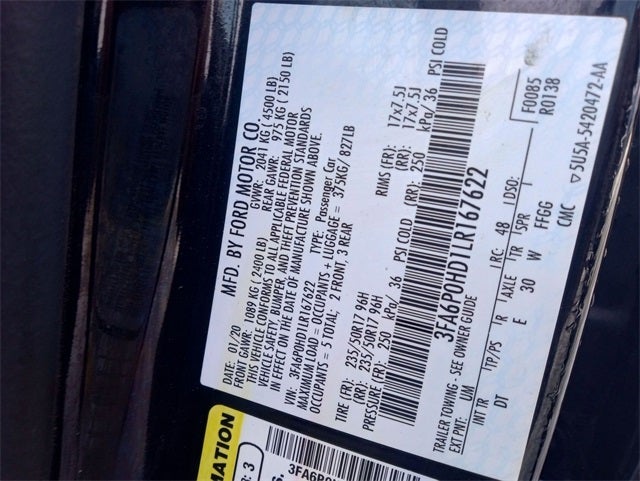 MFD. BY FORD MOTOR CO.
DATE: 01/20 GVWR: 2041 KG ( 4500 LB)
FRONT GAWR: 1089 KG ( 2400 LB) REAR GAWR: 975 KG ( 2150 LB)
THIS VEHICLE CONFORMS TO ALL APPLICABLE FEDERAL MOTOR
VEHICLE SAFETY, BUMPER, AND THEFT PREVENTION STANDARDS
IN EFFECT ON THE DATE OF MANUFACTURE SHOWN ABOVE.
VIN: 3FA6P0HD1LR167622 TYPE: Passenger Car
MAXIMUM LOAD = OCCUPANTS + LUGGAGE = 375KG/ 827LB
OCCUPANTS = 5 TOTAL; 2 FRONT, 3 REAR
TIRE (FR): 235/50R17 96H RIMS (FR): 17x7.5J
(RR): 235/50R17 96H (RR): 17x7.5J
PRESSURE (FR): 250 kPa/ 36 PSI COLD (RR): 250 kPa/ 36 PSI COLD
3FA6P0HD1LR167622
TRAILER TOWING - SEE OWNER GUIDE
F0085
R0138
EXT PNT: UM RC: 48 DSO:
INT TR TP/PS R AXLE TR SPR
DT E 30 W I FFGG
CMC ▽5U5A-5420472-AA
MATION
: 3